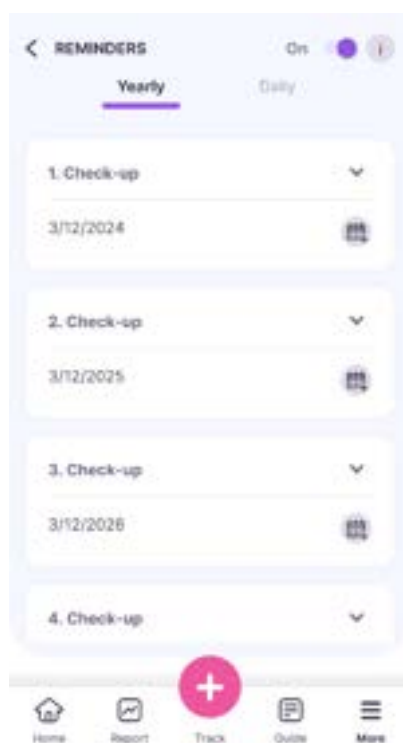 REMINDERS On i
Yearly Daily
1. Check-up
3/12/2024
2. Check-up
3/12/2025
3. Check-up
3/12/2026
4. Check-up
Home Report Track Guide More